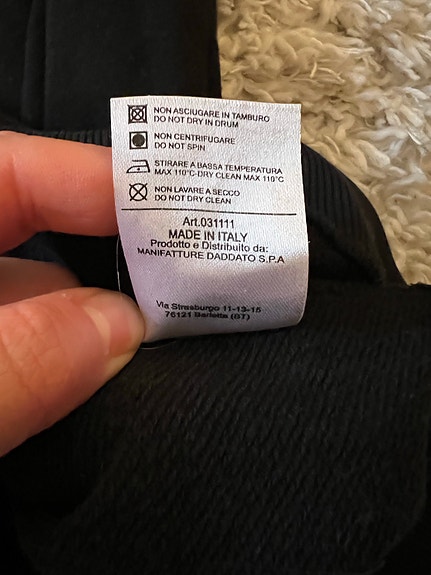 NON ASCIUGARE IN TAMBURO
DO NOT DRY IN DRUM
NON CENTRIFUGARE
DO NOT SPIN
STIRARE A BASSA TEMPERATURA
MAX 110°C-DRY CLEAN MAX 110°C
NON LAVARE A SECCO
DO NOT DRY CLEAN
Art.031111
MADE IN ITALY
Prodotto e Distribuito da:
MANIFATTURE DADDATO S.P.A
Via Strasburgo 11-13-15
76121 Barletta (BT)